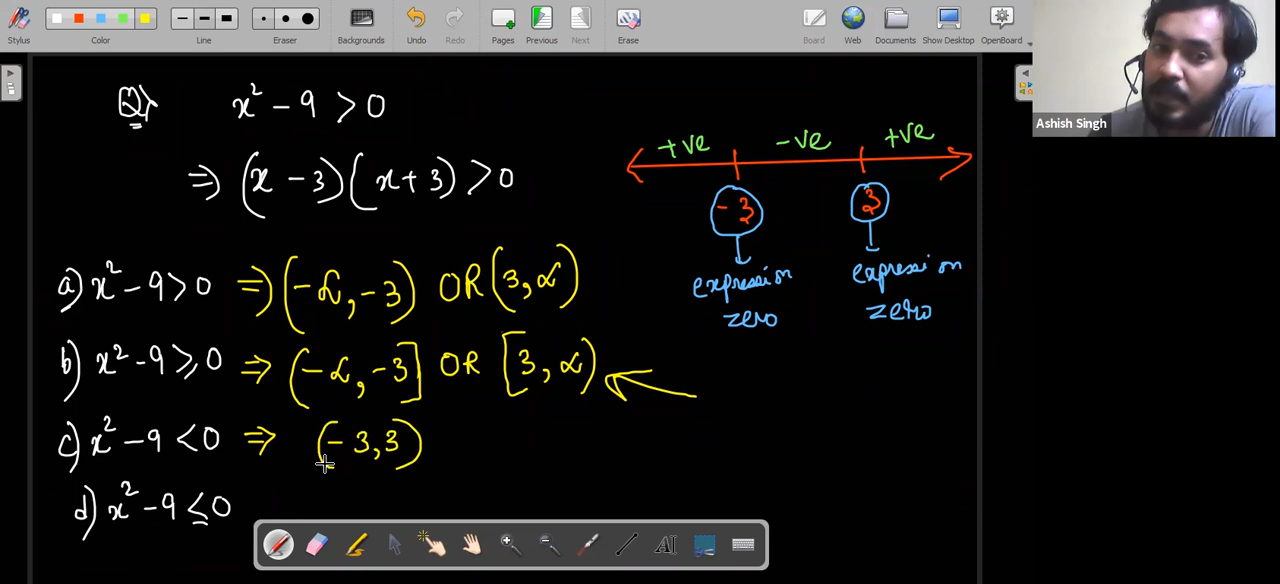 Stylus Color Line Eraser Backgrounds Undo Redo Pages Previous Next Erase Board Web Documents Show Desktop OpenBoard
Ashish Singh
Q) x² - 9 > 0
⇒ (x - 3)(x + 3) > 0
+ve -ve +ve
-3 3
expression zero
expression zero
a) x² - 9 > 0 ⇒ (-∞, -3) OR (3, ∞)
b) x² - 9 ≥ 0 ⇒ (-∞, -3] OR [3, ∞)
c) x² - 9 < 0 ⇒ (-3, 3)
d) x² - 9 ≤ 0
AI